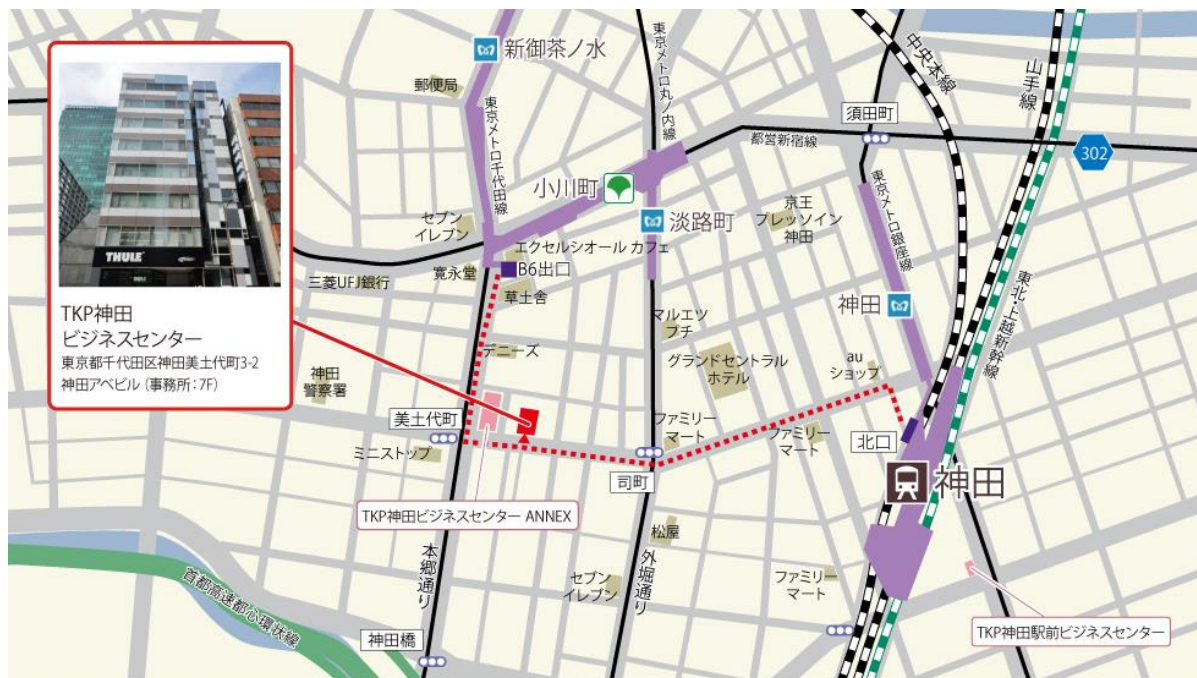 新御茶ノ水
郵便局
東京メトロ千代田線
東京メトロ丸ノ内線
中央本線
山手線
須田町
都営新宿線
302
小川町
淡路町
東京メトロ銀座線
京王
プレッソイン
神田
セブン
イレブン
エクセルシオール カフェ
B6出口
寛永堂
草土舎
三菱UFJ銀行
THULE
TKP神田
ビジネスセンター
東京都千代田区神田美土代町3-2
神田アベビル（事務所：7F）
デニーズ
マルエツ
プチ
神田
東北・上越新幹線
グランドセントラル
ホテル
au
ショップ
神田
警察署
美土代町
ミニストップ
ファミリー
マート
ファミリー
マート
北口
神田
司町
TKP神田ビジネスセンター ANNEX
本郷通り
外堀通り
松屋
セブン
イレブン
ファミリー
マート
首都高速都心環状線
神田橋
TKP神田駅前ビジネスセンター